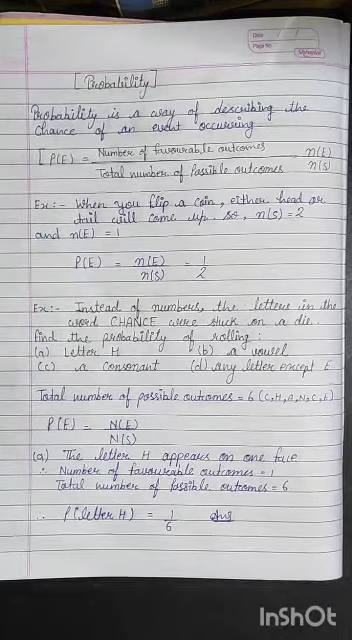 Date / /
Page No.
Shivalal
[Probability]
Probability is a way of describing the
chance of an event occurring
[P(E) = Number of favourable outcomes / Total number of Possible outcomes = n(E)/n(S)
Ex:- When you flip a coin, either head or
tail will come up. so, n(S) = 2
and n(E) = 1
P(E) = n(E)/n(S) = 1/2
Ex:- Instead of numbers, the letters in the
word CHANCE were stuck on a die..
find the probability of rolling:
(a) Letter H (b) a vowel
(c) a consonant (d) any letter except E
Total number of possible outcomes = 6 (C,H,A,N,C,E)
P(E) = N(E)/N(S)
(a) The letter H appears on one face
∴ Number of favourable outcomes = 1
Total number of possible outcomes = 6
∴ P(letter H) = 1/6 Ans
InShOt